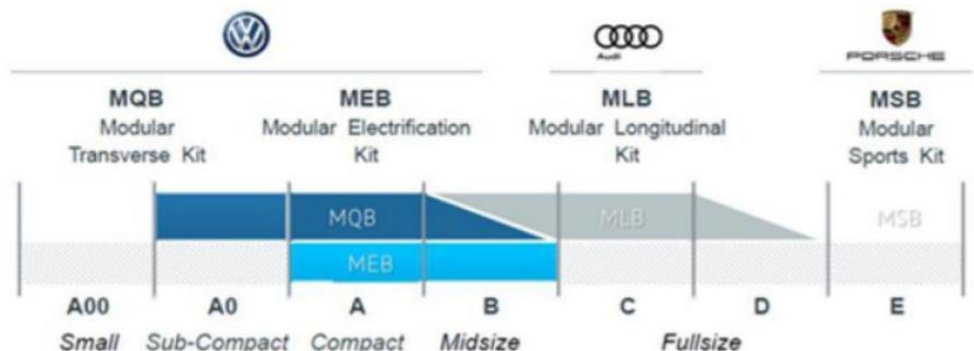 Audi
PORSCHE
MQB
Modular
Transverse Kit
MEB
Modular Electrification
Kit
MLB
Modular Longitudinal
Kit
MSB
Modular
Sports Kit
MQB
MLB
MSB
MEB
A00 A0 A B C D E
Small Sub-Compact Compact Midsize Fullsize